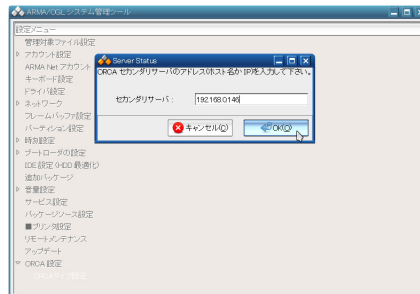 ARMA/OGL システム管理ツール
設定メニュー
管理対象ファイル設定
アカウント設定
ARMA Net アカウント
キーボード設定
ドライバ設定
ネットワーク
フレームバッファ設定
パーティション設定
時刻設定
ブートローダの設定
IDE 設定 (HDD 最適化)
追加パッケージ
音量設定
サービス設定
パッケージソース設定
■プリンタ設定
リモートメンテナンス
アップデート
ORCA 設定
Server Status
ORCA セカンダリサーバのアドレス(ホスト名か IP)を入力して下さい。
セカンダリサーバ :
192.168.0.146
キャンセル(C)
OK(O)